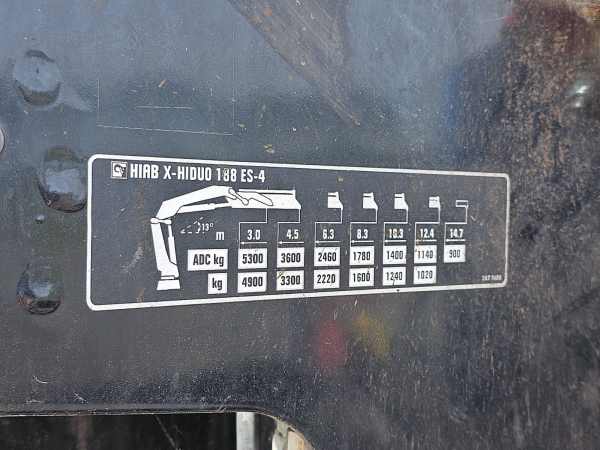 HIAB X-HIDUO 188 ES-4
13°
m 3.0 4.5 6.3 8.3 10.3 12.4 14.7
ADC kg 5300 3600 2460 1780 1400 1140 900
kg 4900 3300 2220 1600 1240 1020